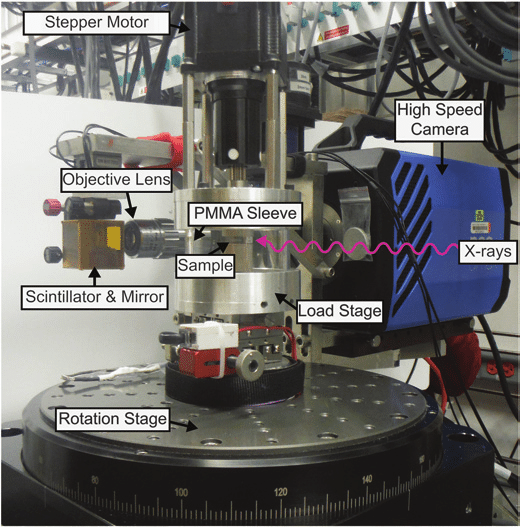 Stepper Motor
High Speed
Camera
Objective Lens
PMMA Sleeve
Sample
X-rays
Scintillator & Mirror
Load Stage
Rotation Stage
80
100
120
140